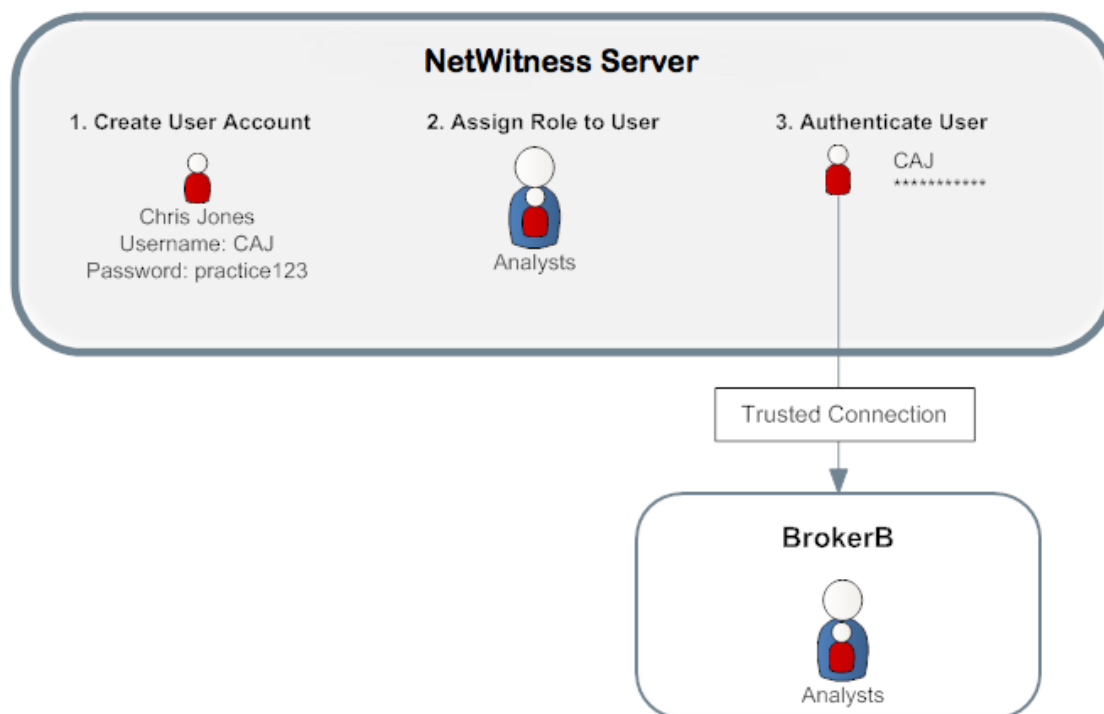 NetWitness Server
1. Create User Account
2. Assign Role to User
3. Authenticate User
Chris Jones
Username: CAJ
Password: practice123
Analysts
CAJ
***********
Trusted Connection
BrokerB
Analysts